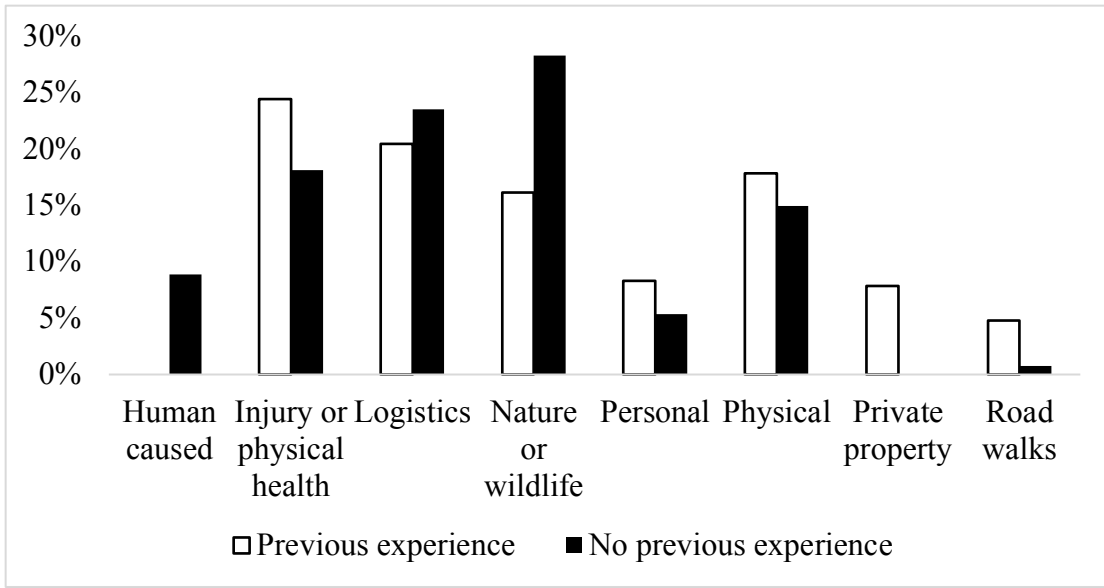 30%
25%
20%
15%
10%
5%
0%
Human caused
Injury or physical health
Logistics
Nature or wildlife
Personal
Physical
Private property
Road walks
Previous experience
No previous experience